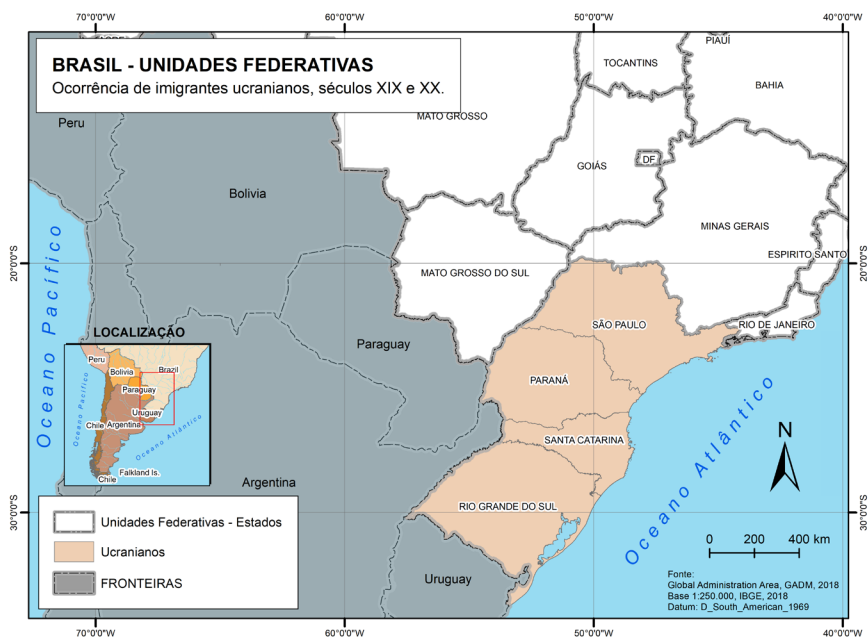 70°0'0"O
60°0'0"O
50°0'0"O
40°0'0"O
BRASIL - UNIDADES FEDERATIVAS
Ocorrência de imigrantes ucranianos, séculos XIX e XX.
TOCANTINS
PIAUÍ
BAHIA
MATO GROSSO
Peru
GOIÁS
DF
Bolivia
MINAS GERAIS
Oceano Pacífico
ESPIRITO SANTO
20°0'0"S
20°0'0"S
MATO GROSSO DO SUL
SÃO PAULO
RIO DE JANEIRO
LOCALIZAÇÃO
Paraguay
Peru
Bolivia
Brazil
Paraguay
Uruguay
Chile
Argentina
Oceano Pacífico
Oceano Atlântico
Falkland Is.
Chile
PARANÁ
SANTA CATARINA
Oceano Atlântico
N
Argentina
RIO GRANDE DO SUL
30°0'0"S
30°0'0"S
Unidades Federativas - Estados
Ucranianos
FRONTEIRAS
0 200 400 km
Uruguay
Fonte:
Global Administration Area, GADM, 2018
Base 1:250.000, IBGE, 2018
Datum: D_South_American_1969
70°0'0"O
60°0'0"O
50°0'0"O
40°0'0"O